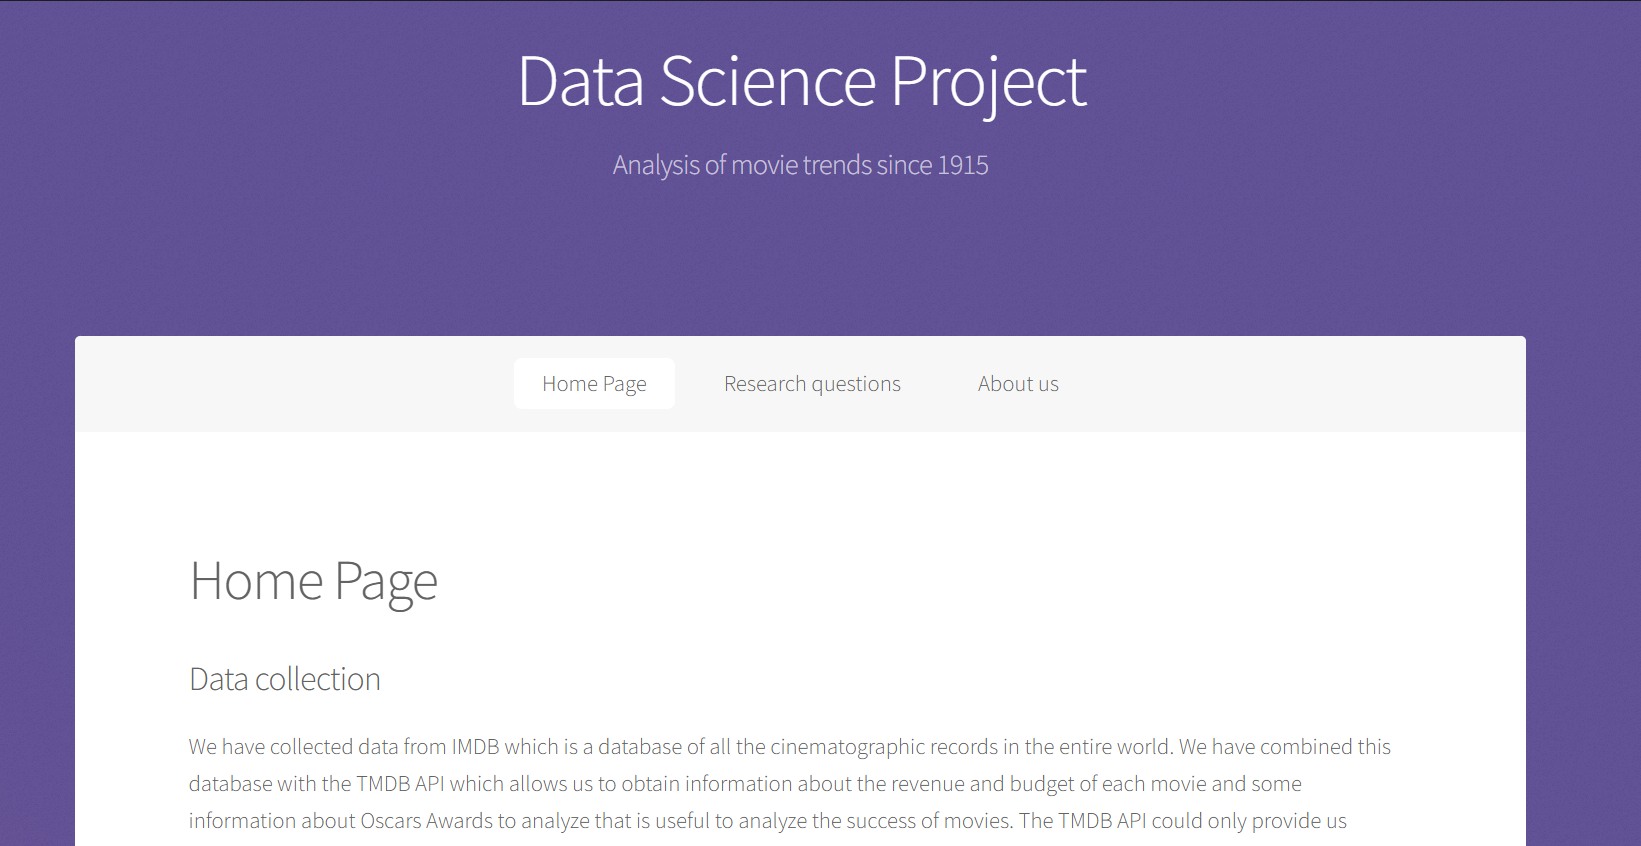 Data Science Project
Analysis of movie trends since 1915
Home Page
Research questions
About us
Home Page
Data collection
We have collected data from IMDB which is a database of all the cinematographic records in the entire world. We have combined this
database with the TMDB API which allows us to obtain information about the revenue and budget of each movie and some
information about Oscars Awards to analyze that is useful to analyze the success of movies. The TMDB API could only provide us